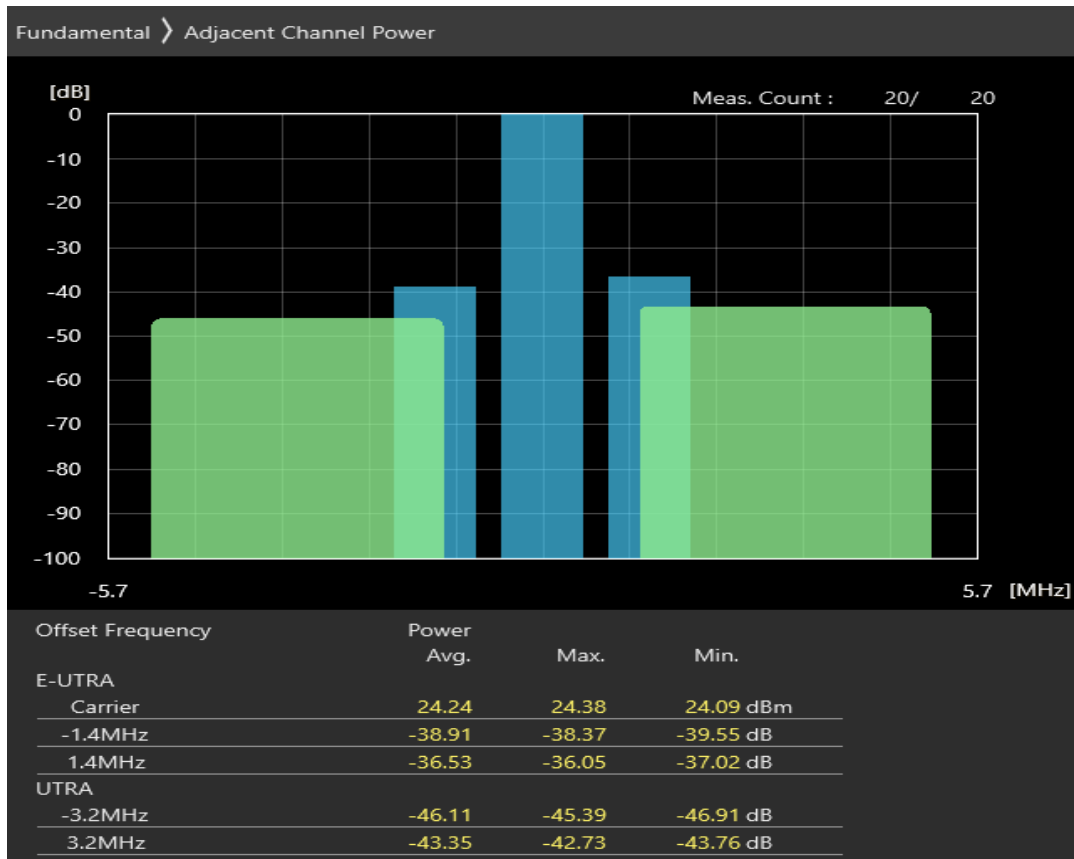 Fundamental 〉 Adjacent Channel Power
[dB]
Meas. Count : 20/ 20
0
-10
-20
-30
-40
-50
-60
-70
-80
-90
-100
-5.7 5.7 [MHz]
Offset Frequency Power
Avg. Max. Min.
E-UTRA
Carrier 24.24 24.38 24.09 dBm
-1.4MHz -38.91 -38.37 -39.55 dB
1.4MHz -36.53 -36.05 -37.02 dB
UTRA
-3.2MHz -46.11 -45.39 -46.91 dB
3.2MHz -43.35 -42.73 -43.76 dB